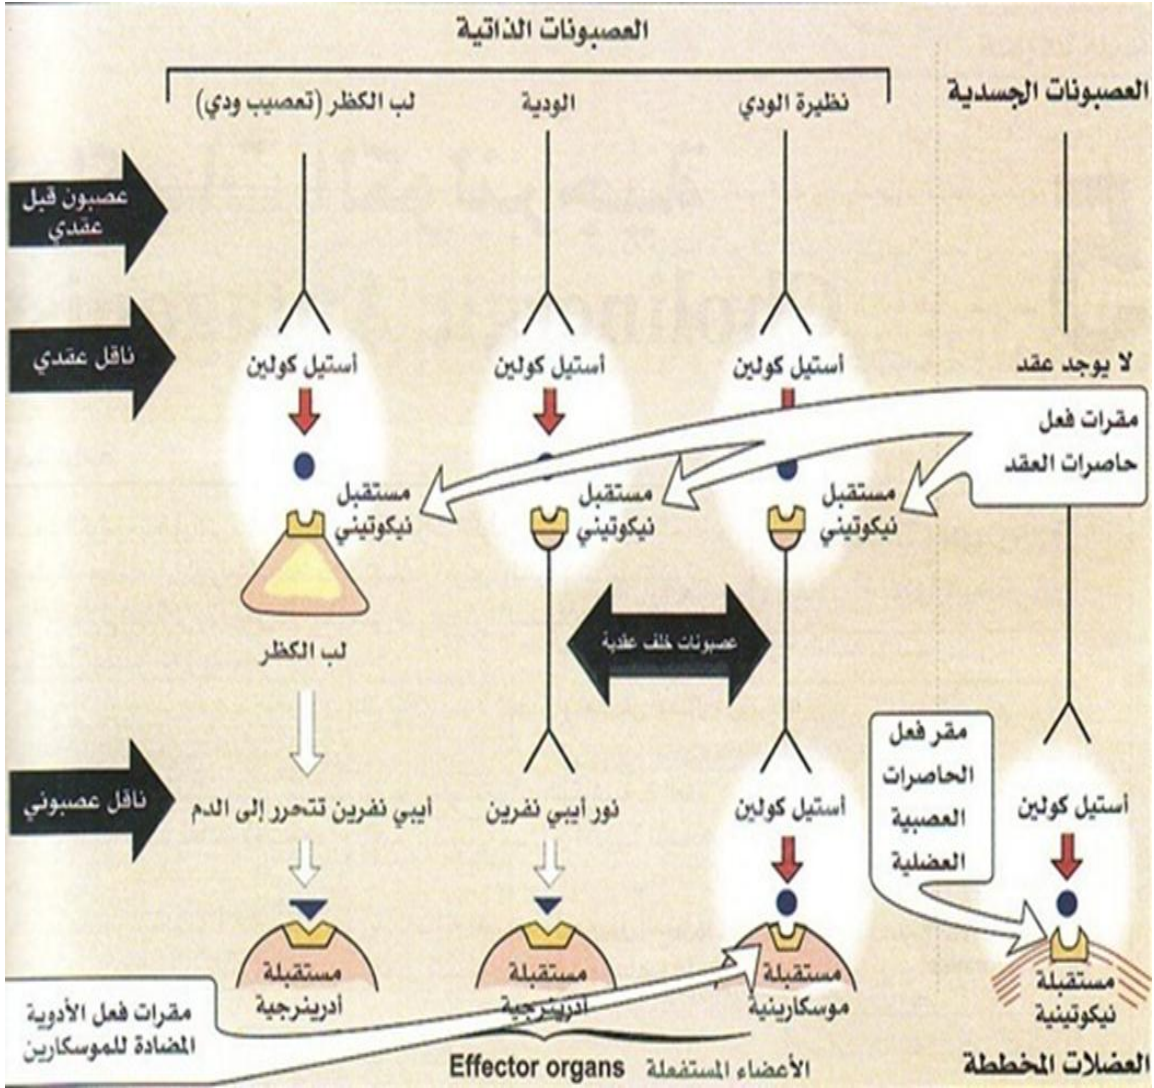 العصبونات الذاتية
العصبونات الجسدية
نظيرة الودي
الودية
لب الكظر (تعصيب ودي)
عصبون قبل
عقدي
ناقل عقدي
لا يوجد عقد
أستيل كولين
أستيل كولين
أستيل كولين
مقرات فعل
حاصرات العقد
مستقبل
نيكوتيني
مستقبل
نيكوتيني
مستقبل
نيكوتيني
عصبونات خلف عقدية
لب الكظر
مقر فعل
الحاصرات
العصبية
العضلية
ناقل عصبوني
أستيل كولين
أستيل كولين
نور أيبي نفرين
أيبي نفرين تتحرر إلى الدم
مستقبلة
نيكوتينية
مستقبلة
موسكارينية
مستقبلة
أدرينرجية
مستقبلة
أدرينرجية
مقرات فعل الأدوية
المضادة للموسكارين
العضلات المخططة
الأعضاء المستفعلة Effector organs